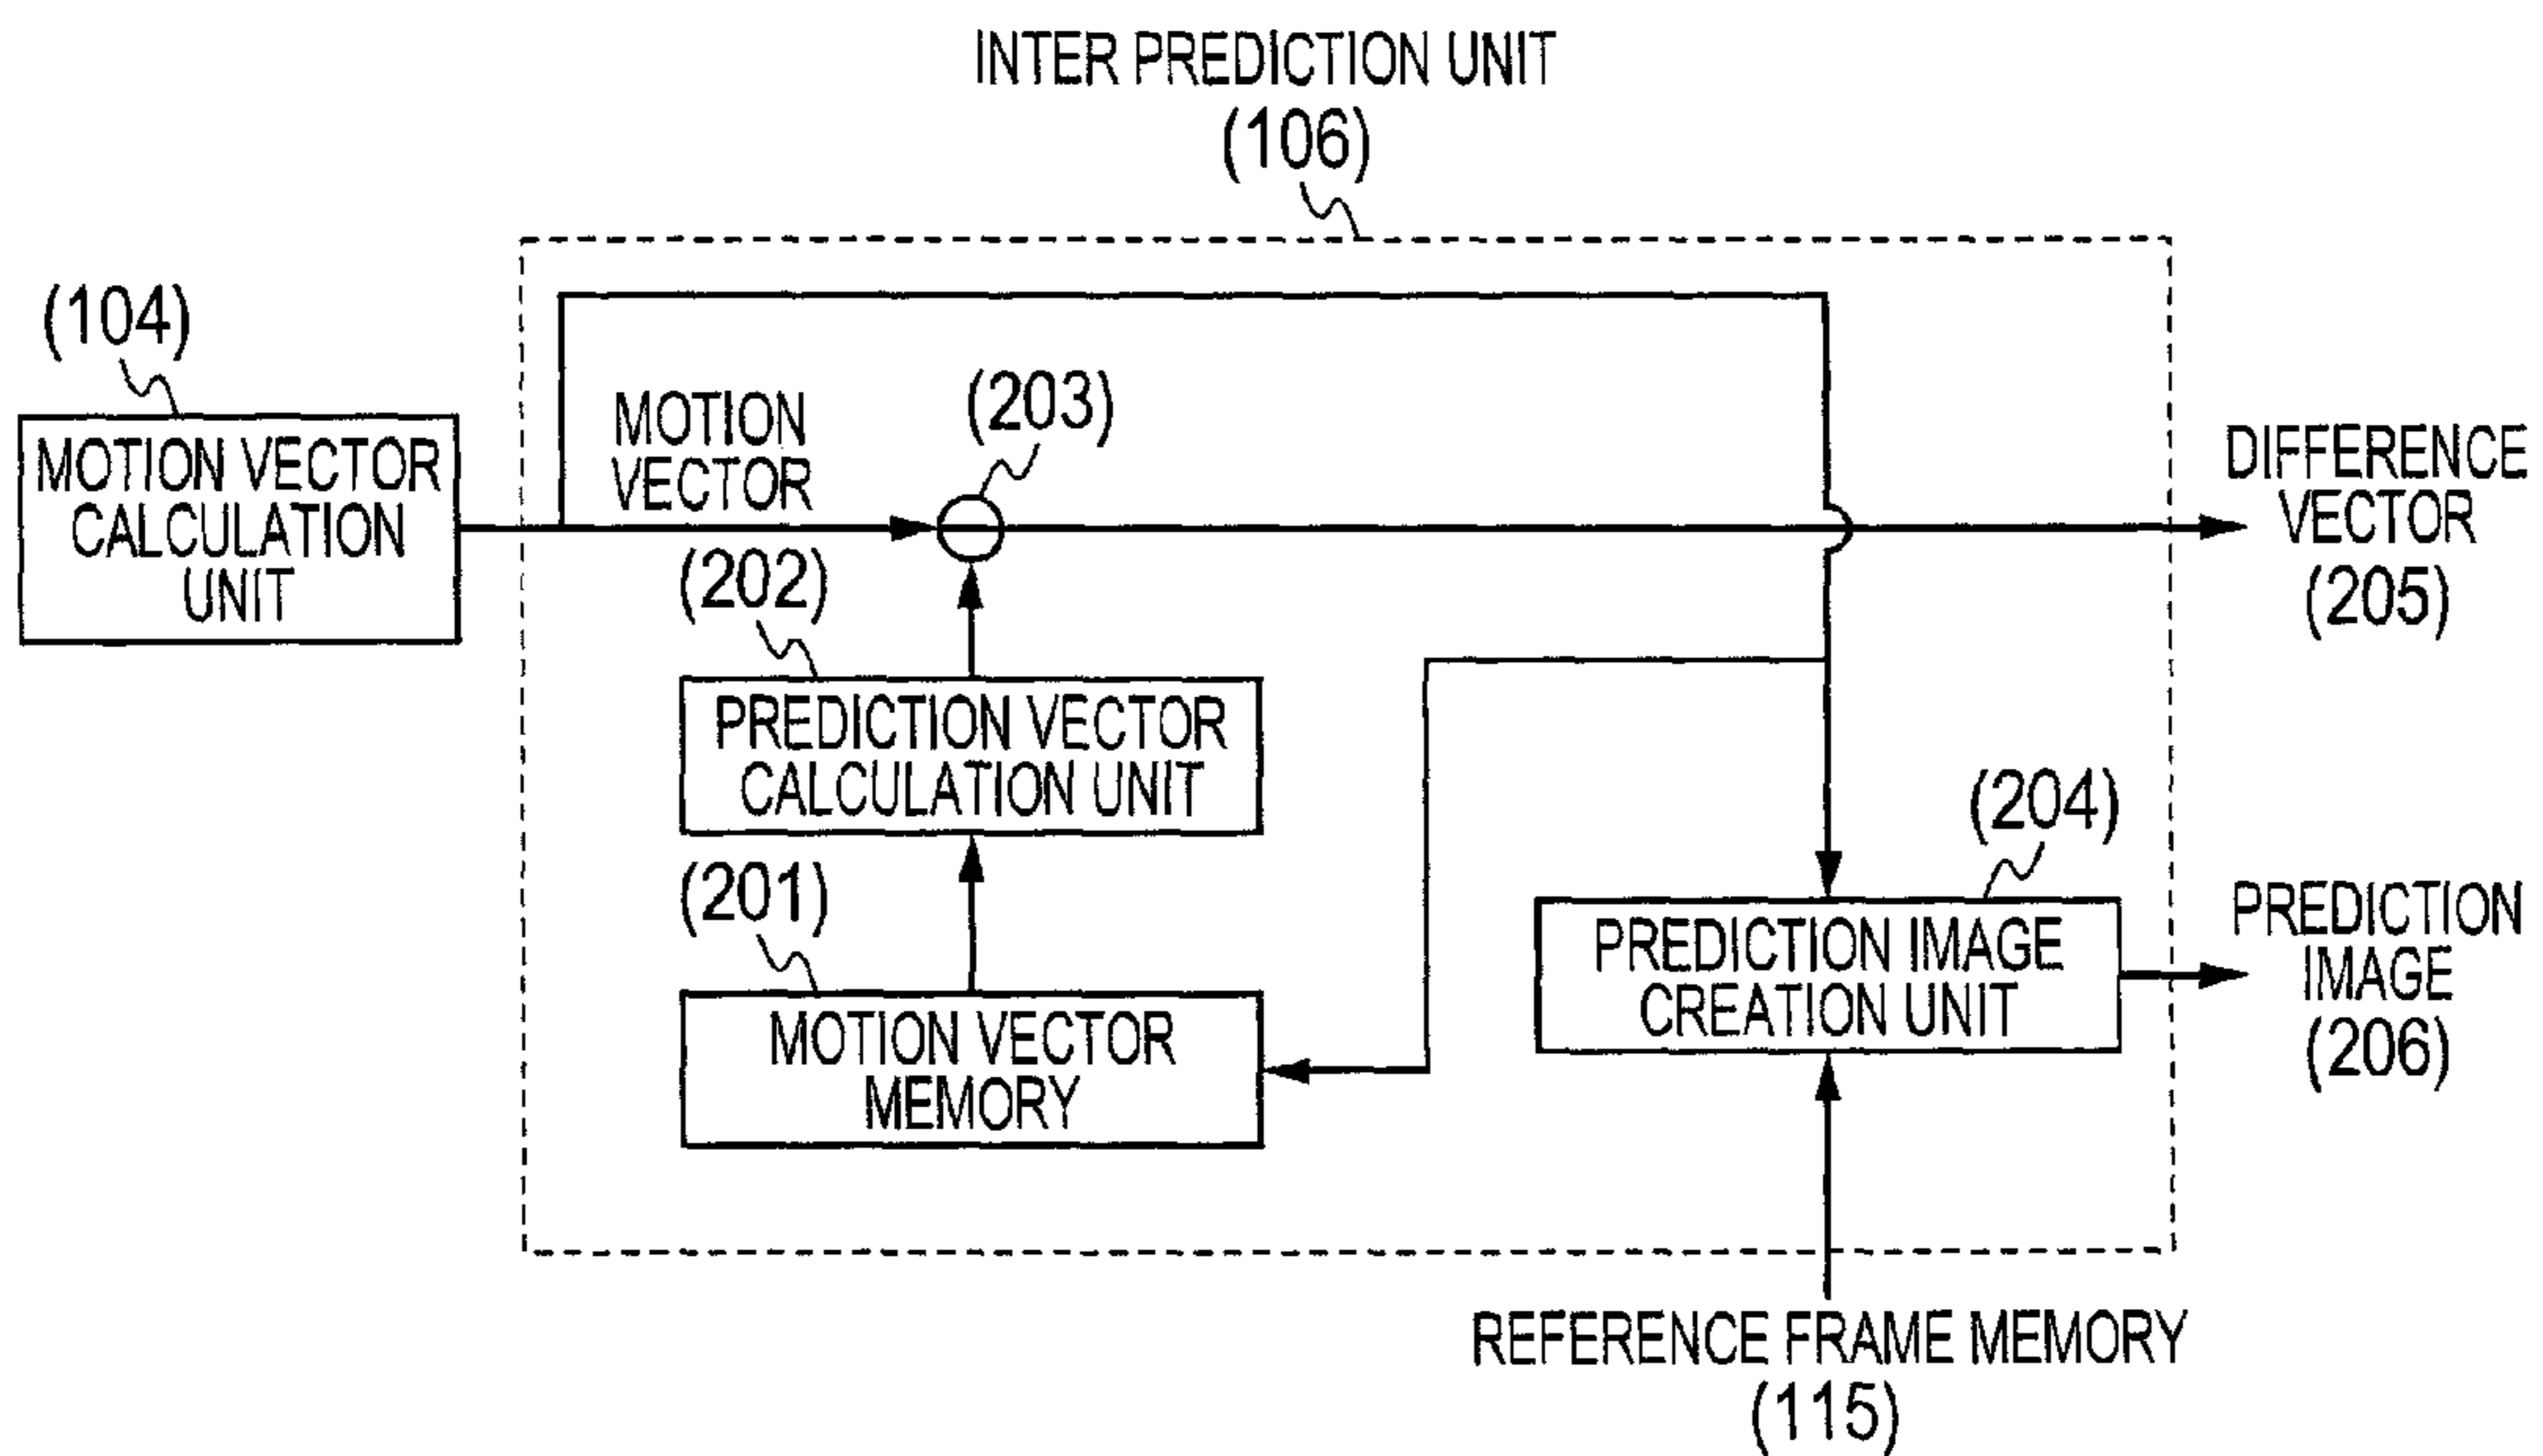 INTER PREDICTION UNIT
(106)
(104)
MOTION VECTOR
CALCULATION
UNIT
MOTION
VECTOR
(203)
DIFFERENCE
VECTOR
(205)
(202)
PREDICTION VECTOR
CALCULATION UNIT
(201)
MOTION VECTOR
MEMORY
(204)
PREDICTION IMAGE
CREATION UNIT
PREDICTION
IMAGE
(206)
REFERENCE FRAME MEMORY
(115)